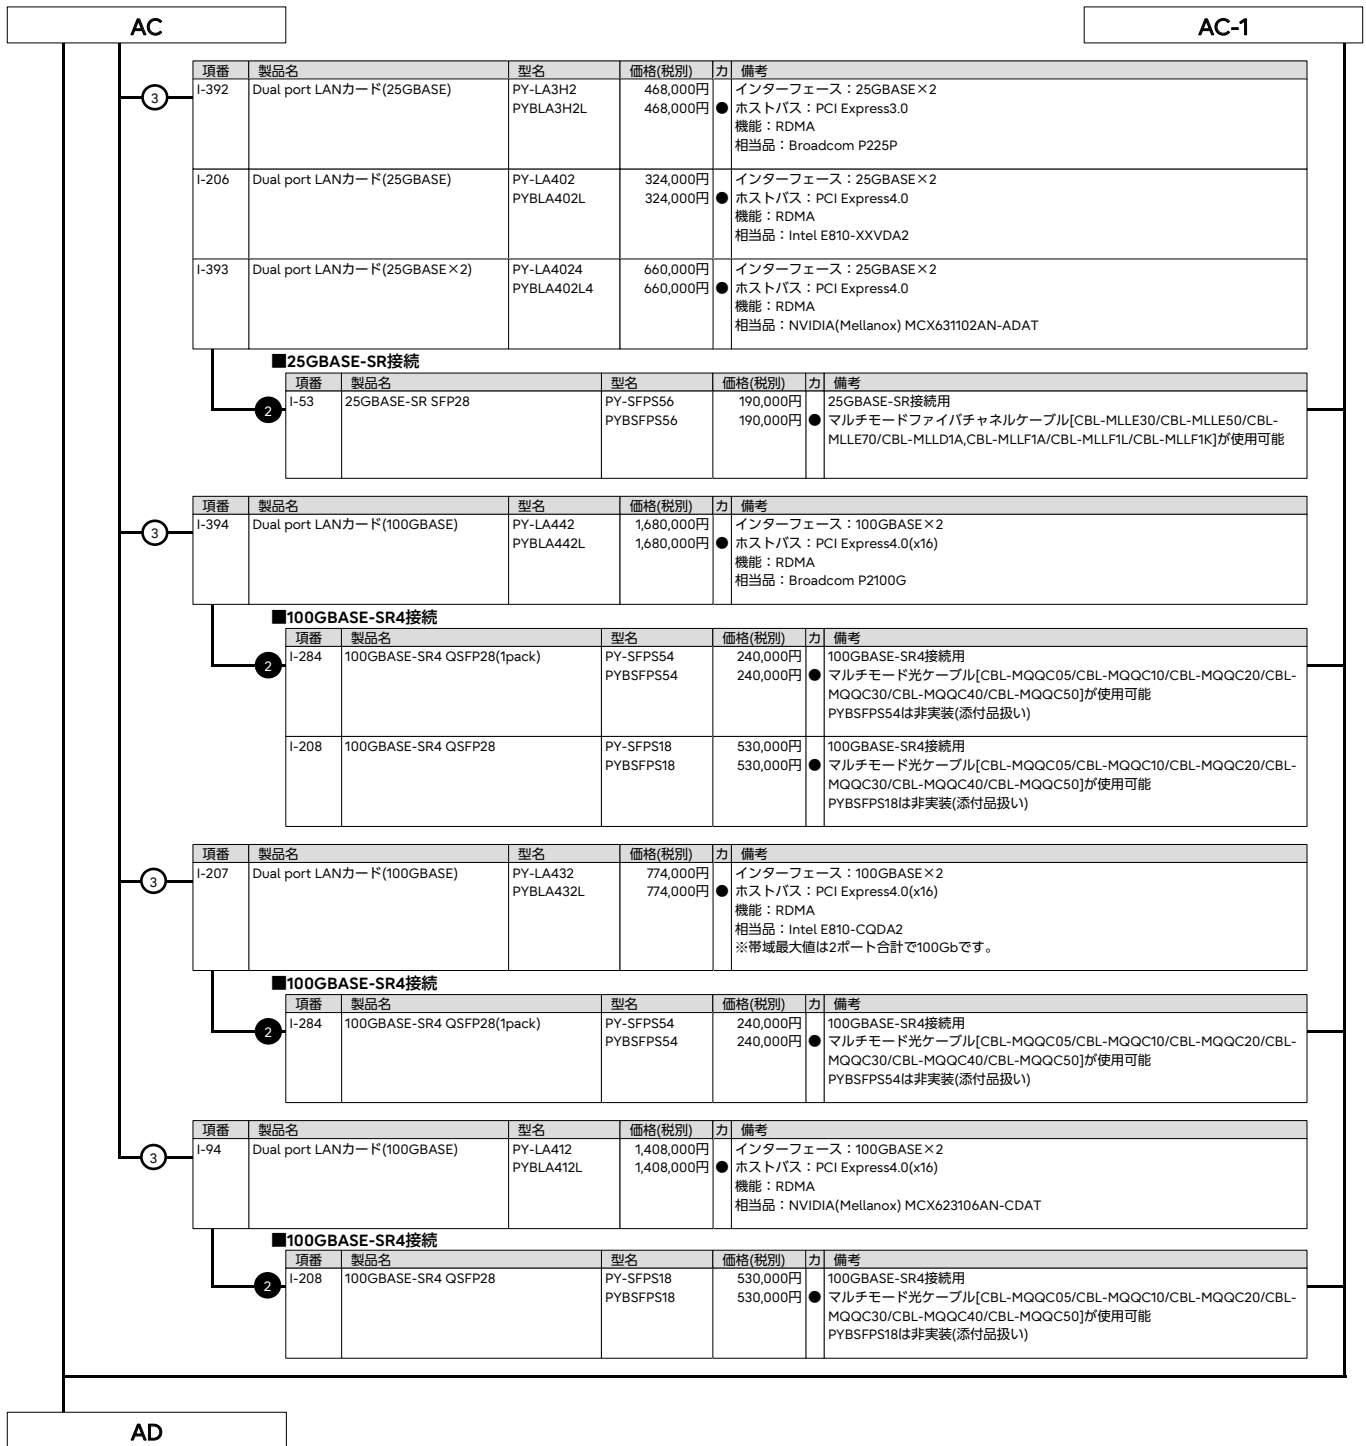 AC
AC-1
項番 製品名 型名 価格(税別) カ 備考
3
I-392 Dual port LANカード(25GBASE) PY-LA3H2 468,000円 インターフェース：25GBASE×2
PYBLA3H2L 468,000円 ● ホストバス：PCI Express3.0
機能：RDMA
相当品：Broadcom P225P
I-206 Dual port LANカード(25GBASE) PY-LA402 324,000円 インターフェース：25GBASE×2
PYBLA402L 324,000円 ● ホストバス：PCI Express4.0
機能：RDMA
相当品：Intel E810-XXVDA2
I-393 Dual port LANカード(25GBASE×2) PY-LA4024 660,000円 インターフェース：25GBASE×2
PYBLA402L4 660,000円 ● ホストバス：PCI Express4.0
機能：RDMA
相当品：NVIDIA(Mellanox) MCX631102AN-ADAT
■25GBASE-SR接続
項番 製品名 型名 価格(税別) カ 備考
2
I-53 25GBASE-SR SFP28 PY-SFPS56 190,000円 25GBASE-SR接続用
PYBSFPS56 190,000円 ● マルチモードファイバチャネルケーブル[CBL-MLLE30/CBL-MLLE50/CBL-
MLLE70/CBL-MLLD1A,CBL-MLLF1A/CBL-MLLF1L/CBL-MLLF1K]が使用可能
項番 製品名 型名 価格(税別) カ 備考
3
I-394 Dual port LANカード(100GBASE) PY-LA442 1,680,000円 インターフェース：100GBASE×2
PYBLA442L 1,680,000円 ● ホストバス：PCI Express4.0(x16)
機能：RDMA
相当品：Broadcom P2100G
■100GBASE-SR4接続
項番 製品名 型名 価格(税別) カ 備考
2
I-284 100GBASE-SR4 QSFP28(1pack) PY-SFPS54 240,000円 100GBASE-SR4接続用
PYBSFPS54 240,000円 ● マルチモード光ケーブル[CBL-MQQC05/CBL-MQQC10/CBL-MQQC20/CBL-
MQQC30/CBL-MQQC40/CBL-MQQC50]が使用可能
PYBSFPS54は非実装(添付品扱い)
I-208 100GBASE-SR4 QSFP28 PY-SFPS18 530,000円 100GBASE-SR4接続用
PYBSFPS18 530,000円 ● マルチモード光ケーブル[CBL-MQQC05/CBL-MQQC10/CBL-MQQC20/CBL-
MQQC30/CBL-MQQC40/CBL-MQQC50]が使用可能
PYBSFPS18は非実装(添付品扱い)
項番 製品名 型名 価格(税別) カ 備考
3
I-207 Dual port LANカード(100GBASE) PY-LA432 774,000円 インターフェース：100GBASE×2
PYBLA432L 774,000円 ● ホストバス：PCI Express4.0(x16)
機能：RDMA
相当品：Intel E810-CQDA2
※帯域最大値は2ポート合計で100Gbです。
■100GBASE-SR4接続
項番 製品名 型名 価格(税別) カ 備考
2
I-284 100GBASE-SR4 QSFP28(1pack) PY-SFPS54 240,000円 100GBASE-SR4接続用
PYBSFPS54 240,000円 ● マルチモード光ケーブル[CBL-MQQC05/CBL-MQQC10/CBL-MQQC20/CBL-
MQQC30/CBL-MQQC40/CBL-MQQC50]が使用可能
PYBSFPS54は非実装(添付品扱い)
項番 製品名 型名 価格(税別) カ 備考
3
I-94 Dual port LANカード(100GBASE) PY-LA412 1,408,000円 インターフェース：100GBASE×2
PYBLA412L 1,408,000円 ● ホストバス：PCI Express4.0(x16)
機能：RDMA
相当品：NVIDIA(Mellanox) MCX623106AN-CDAT
■100GBASE-SR4接続
項番 製品名 型名 価格(税別) カ 備考
2
I-208 100GBASE-SR4 QSFP28 PY-SFPS18 530,000円 100GBASE-SR4接続用
PYBSFPS18 530,000円 ● マルチモード光ケーブル[CBL-MQQC05/CBL-MQQC10/CBL-MQQC20/CBL-
MQQC30/CBL-MQQC40/CBL-MQQC50]が使用可能
PYBSFPS18は非実装(添付品扱い)
AD